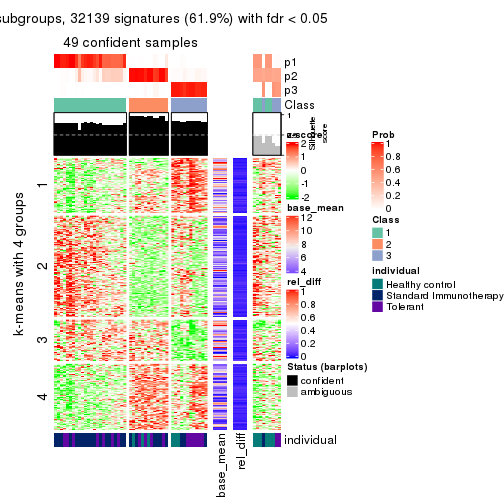 subgroups, 32139 signatures (61.9%) with fdr < 0.05
49 confident samples
p1
p2
p3
Class
1
Silhouette
score
k-means with 4 groups
1
2
3
4
individual
base_mean
rel_diff
z-score
2
1
0
-1
-2
base_mean
12
10
8
6
4
rel_diff
1
0.8
0.6
0.4
0.2
0
Status (barplots)
confident
ambiguous
Prob
1
0.8
0.6
0.4
0.2
0
Class
1
2
3
individual
Healthy control
Standard Immunotherapy
Tolerant